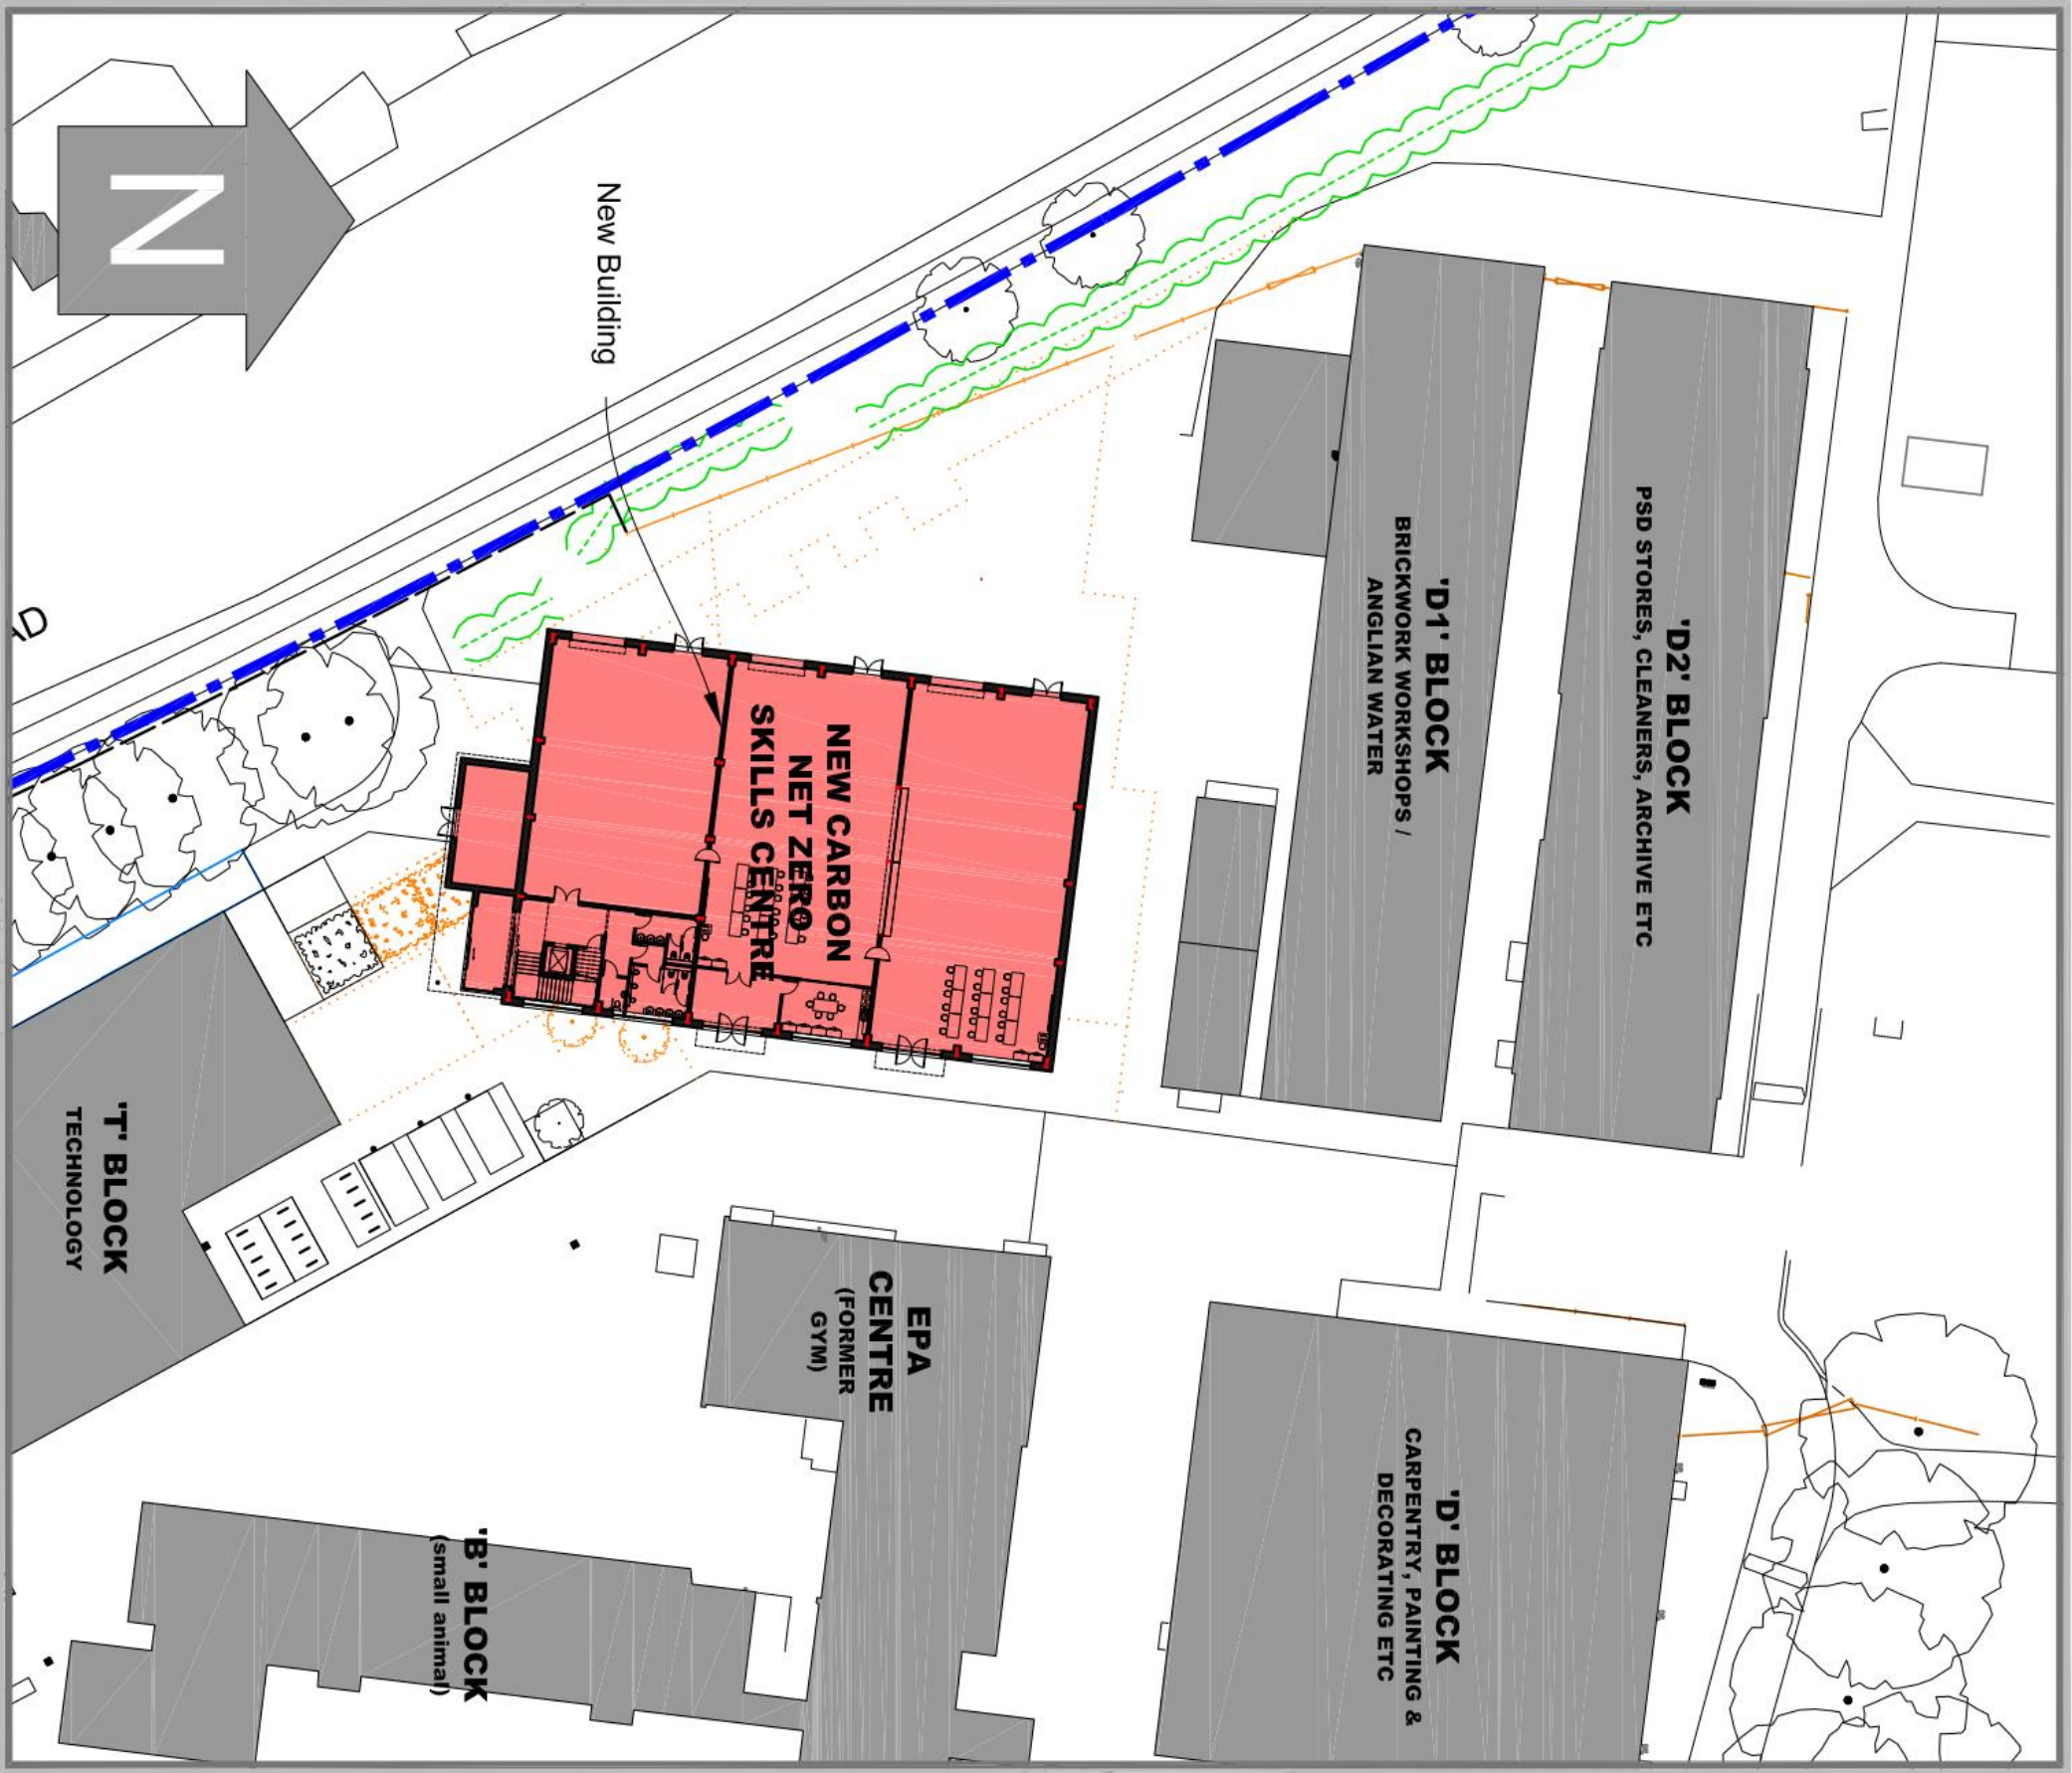 N
New Building
NEW CARBON
NET ZERO
SKILLS CENTRE
'D1' BLOCK
BRICKWORK WORKSHOPS /
ANGLIAN WATER
'D2' BLOCK
PSD STORES, CLEANERS, ARCHIVE ETC
'T' BLOCK
TECHNOLOGY
EPA
CENTRE
(FORMER
GYM)
'B' BLOCK
(small animal)
'D' BLOCK
CARPENTRY, PAINTING &
DECORATING ETC